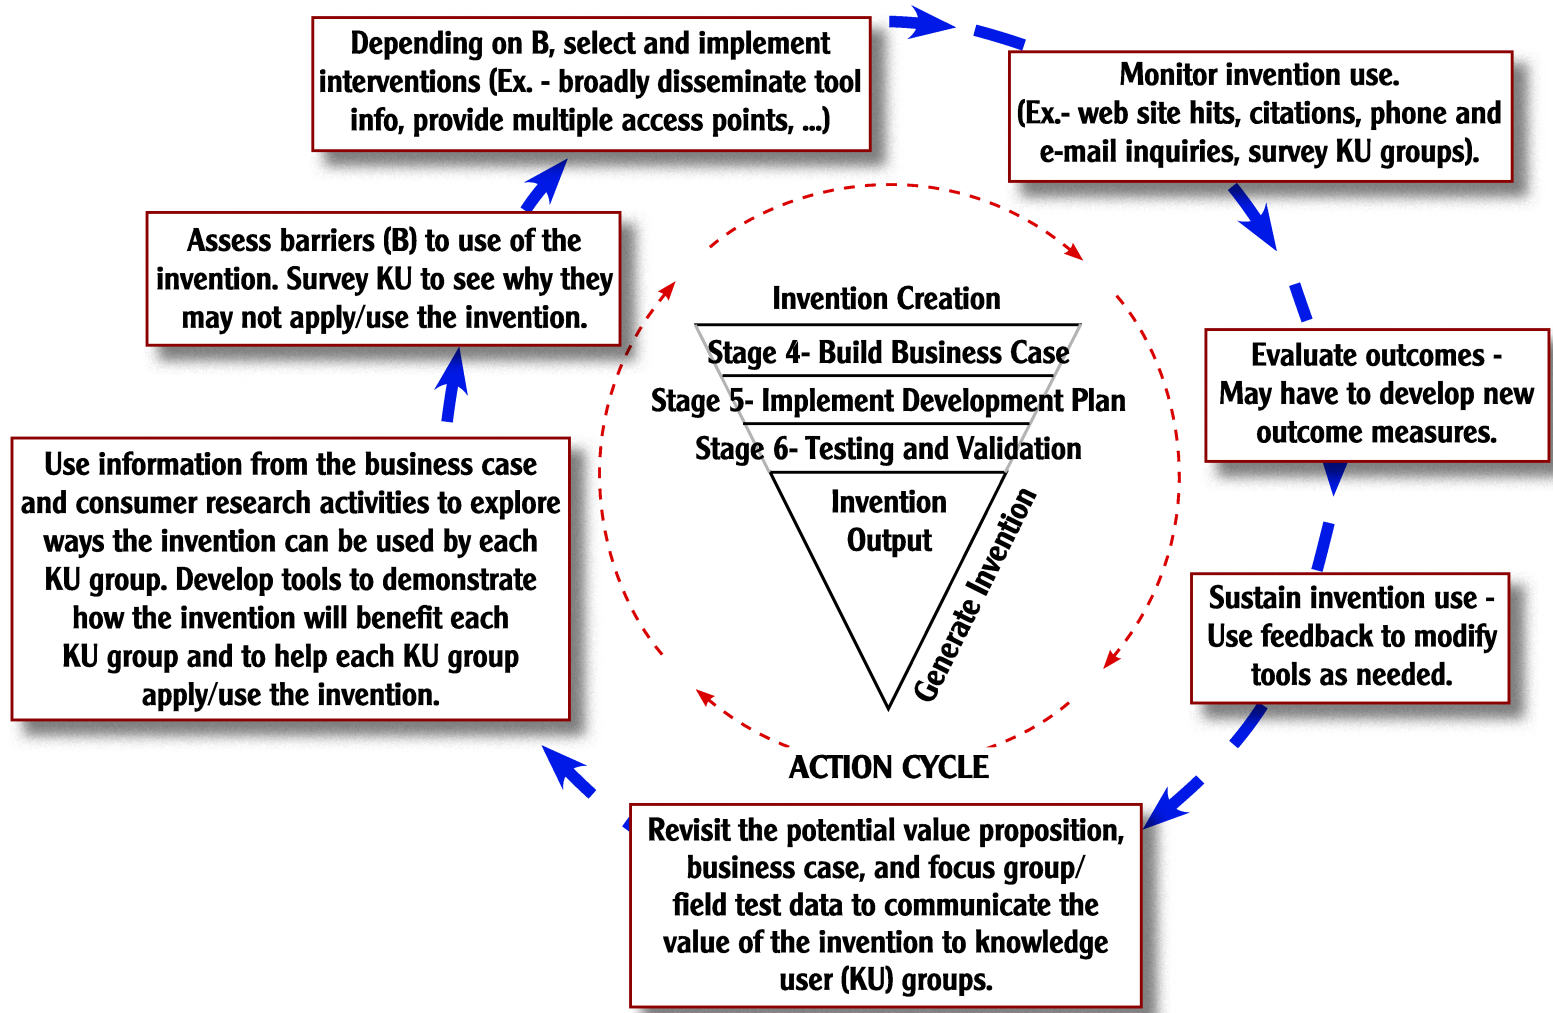 Depending on B, select and implement
interventions (Ex. - broadly disseminate tool
info, provide multiple access points, ...)
Monitor invention use.
(Ex.- web site hits, citations, phone and
e-mail inquiries, survey KU groups).
Assess barriers (B) to use of the
invention. Survey KU to see why they
may not apply/use the invention.
Invention Creation
Stage 4- Build Business Case
Stage 5- Implement Development Plan
Stage 6- Testing and Validation
Invention
Output
Generate Invention
Evaluate outcomes -
May have to develop new
outcome measures.
Use information from the business case
and consumer research activities to explore
ways the invention can be used by each
KU group. Develop tools to demonstrate
how the invention will benefit each
KU group and to help each KU group
apply/use the invention.
Sustain invention use -
Use feedback to modify
tools as needed.
ACTION CYCLE
Revisit the potential value proposition,
business case, and focus group/
field test data to communicate the
value of the invention to knowledge
user (KU) groups.